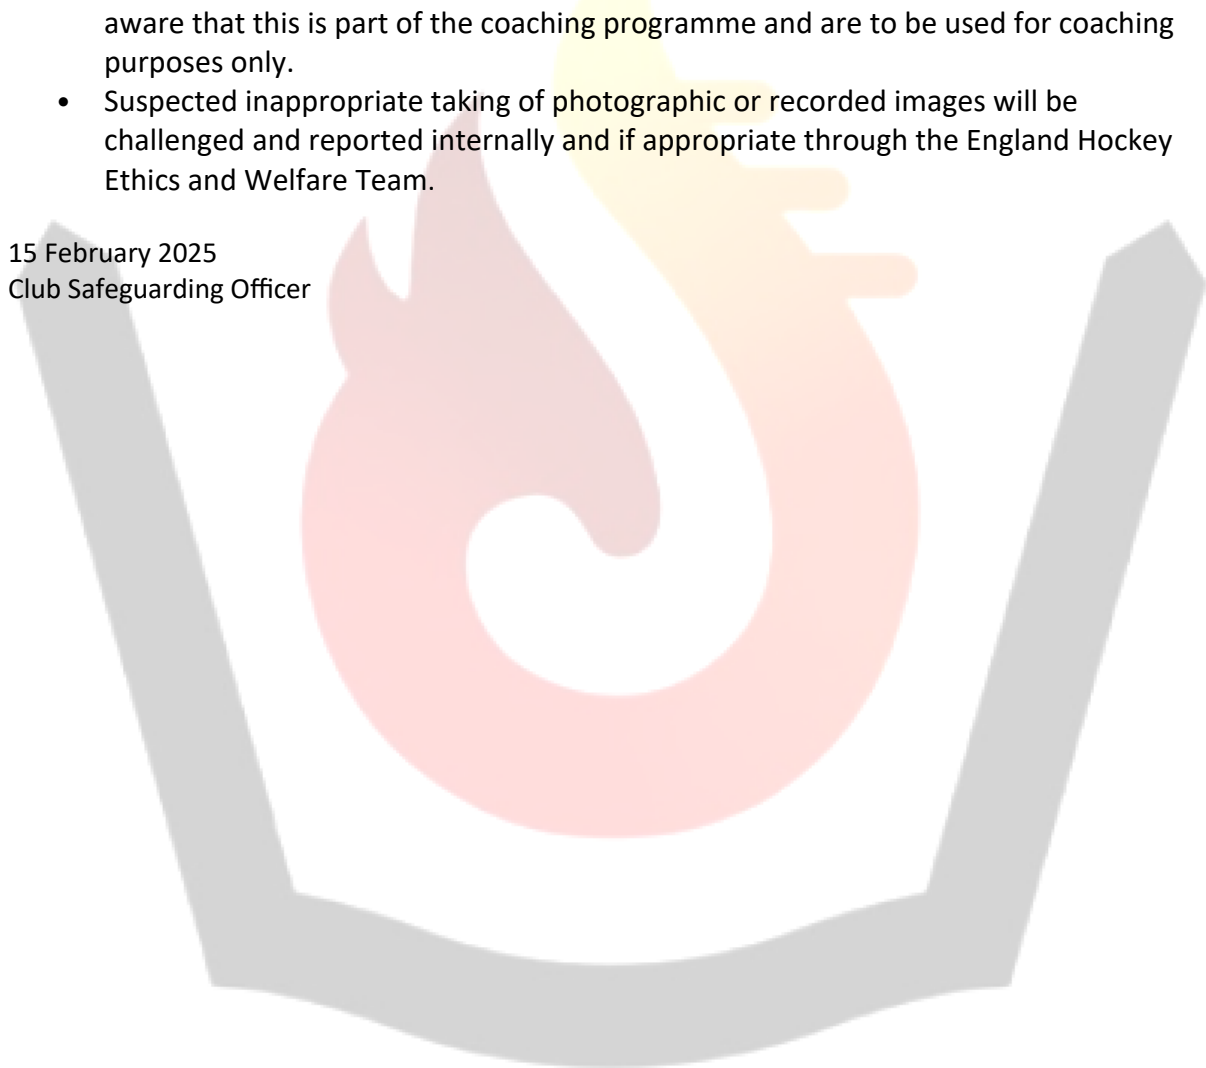 aware that this is part of the coaching programme and are to be used for coaching
purposes only.
• Suspected inappropriate taking of photographic or recorded images will be
challenged and reported internally and if appropriate through the England Hockey
Ethics and Welfare Team.
15 February 2025
Club Safeguarding Officer